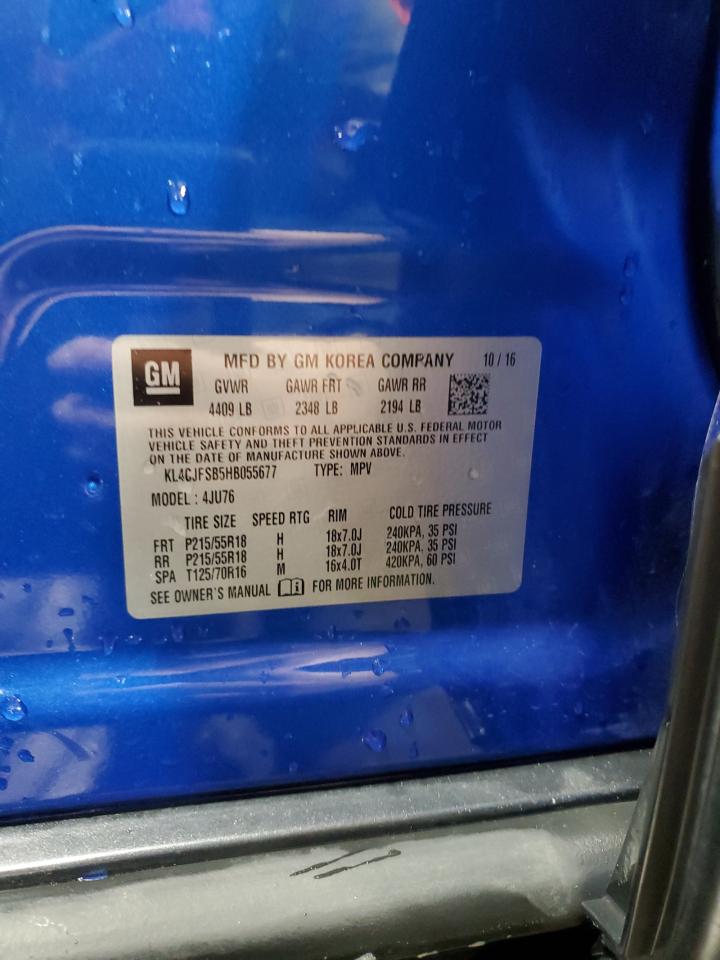 GM
MFD BY GM KOREA COMPANY 10 / 16
GVWR GAWR FRT GAWR RR
4409 LB 2348 LB 2194 LB
THIS VEHICLE CONFORMS TO ALL APPLICABLE U.S. FEDERAL MOTOR
VEHICLE SAFETY AND THEFT PREVENTION STANDARDS IN EFFECT
ON THE DATE OF MANUFACTURE SHOWN ABOVE.
KL4CJFSB5HB055677 TYPE: MPV
MODEL : 4JU76
TIRE SIZE SPEED RTG RIM COLD TIRE PRESSURE
FRT P215/55R18 H 18x7.0J 240KPA, 35 PSI
RR P215/55R18 H 18x7.0J 240KPA, 35 PSI
SPA T125/70R16 M 16x4.0T 420KPA, 60 PSI
SEE OWNER'S MANUAL FOR MORE INFORMATION.